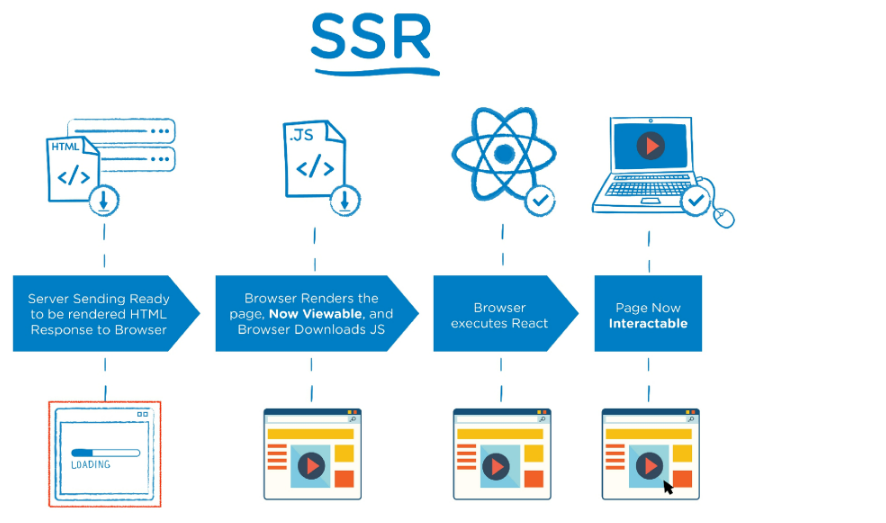 SSR
HTML
.JS
</>
</>
Server Sending Ready
to be rendered HTML
Response to Browser
Browser Renders the
page, Now Viewable, and
Browser Downloads JS
Browser
executes React
Page Now
Interactable
LOADING